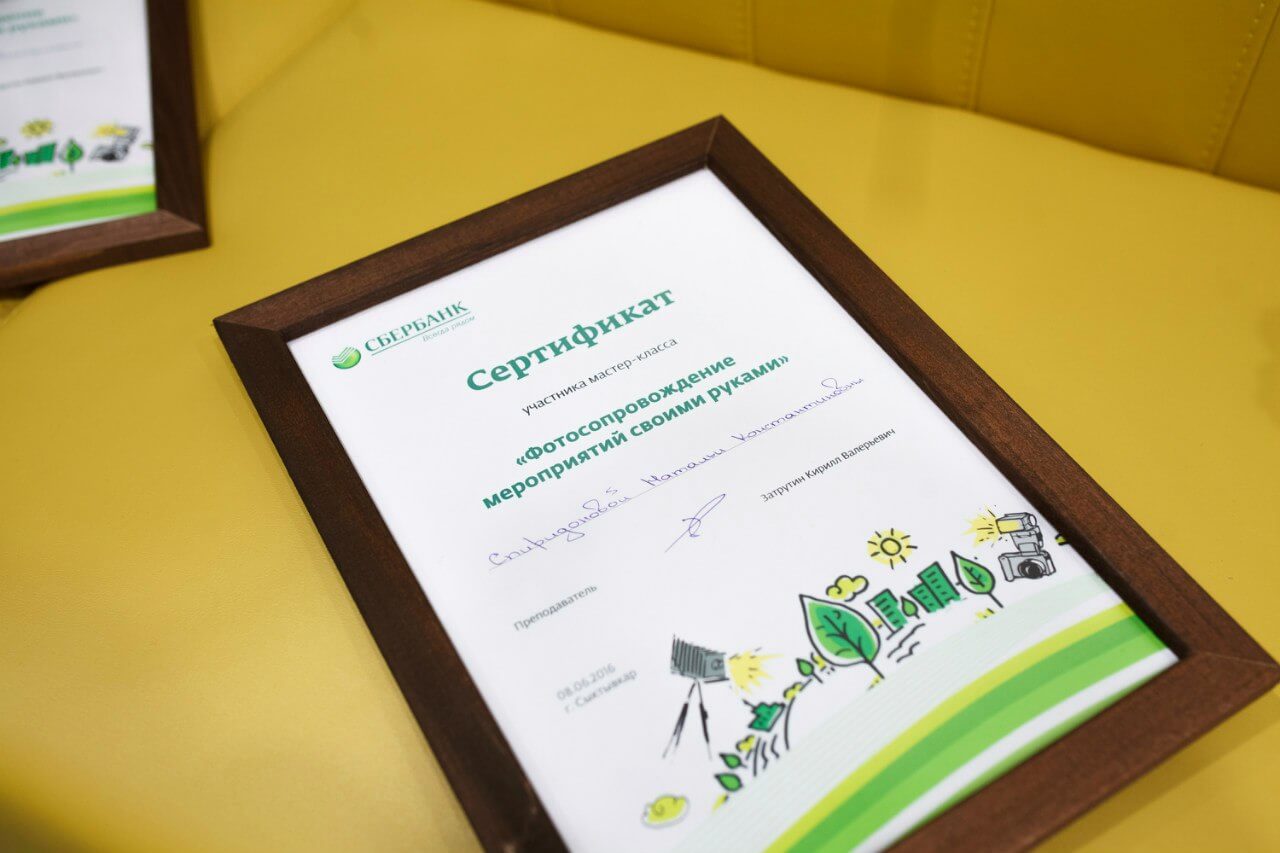 СБЕРБАНК
Всегда рядом
Сертификат
участника мастер-класса
«Фотосопровождение
мероприятий своими руками»
Спиридоновой Натальи Константиновны
Затрутин Кирилл Валерьевич
Преподаватель
08.06.2016
г. Сыктывкар